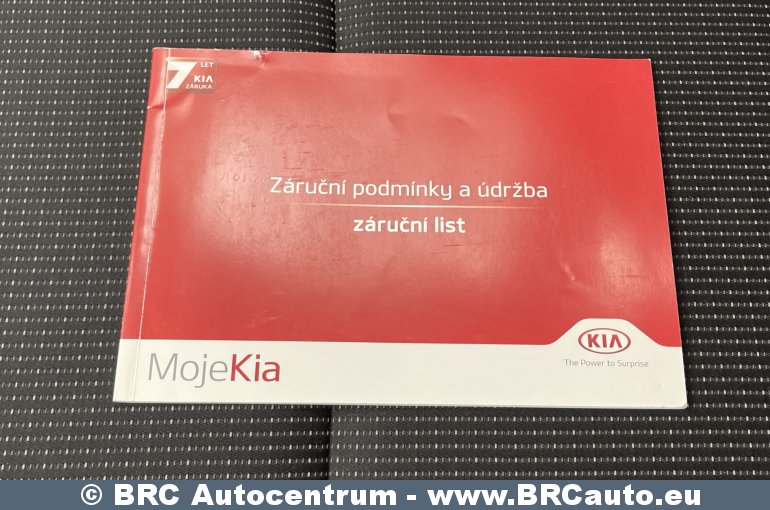 7 LET
KIA
ZÁRUKA
Záruční podmínky a údržba
záruční list
KIA
The Power to Surprise
MojeKia
© BRC Autocentrum - www.BRCauto.eu